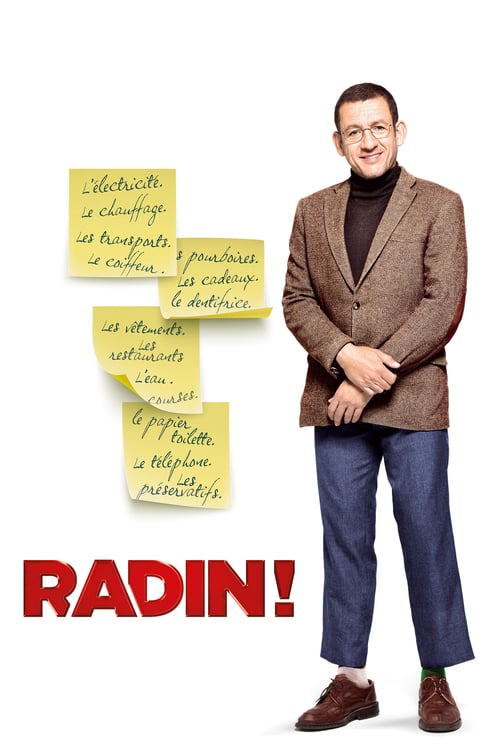 L'électricité.
Le chauffage.
Les transports.
Le coiffeur.
s pourboires.
Les cadeaux.
le dentifrice.
Les vêtements.
Les
restaurants
L'eau.
courses.
le papier
toilette.
Le téléphone.
Les
préservatifs.
RADIN!